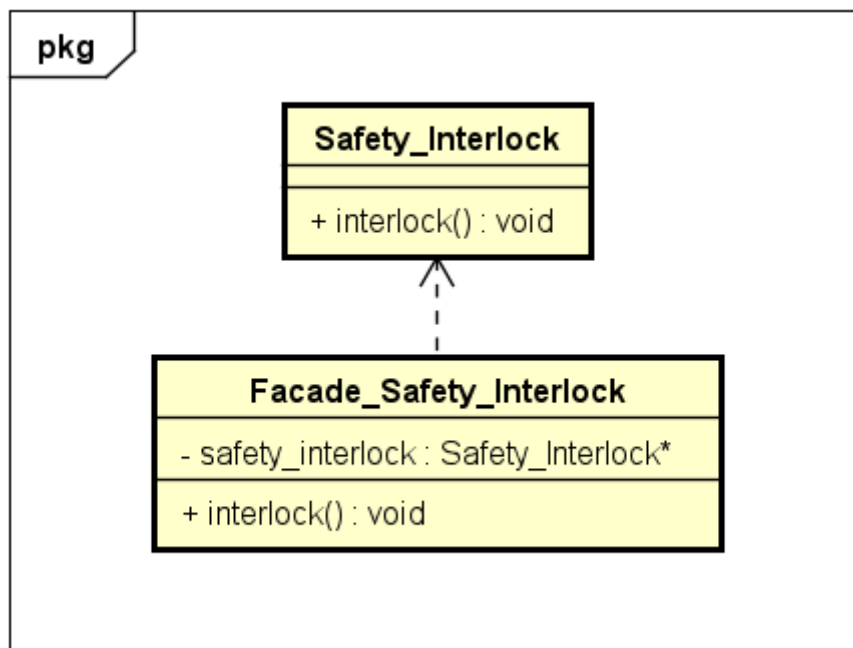 pkg
Safety_Interlock
+ interlock() : void
Facade_Safety_Interlock
- safety_interlock : Safety_Interlock*
+ interlock() : void